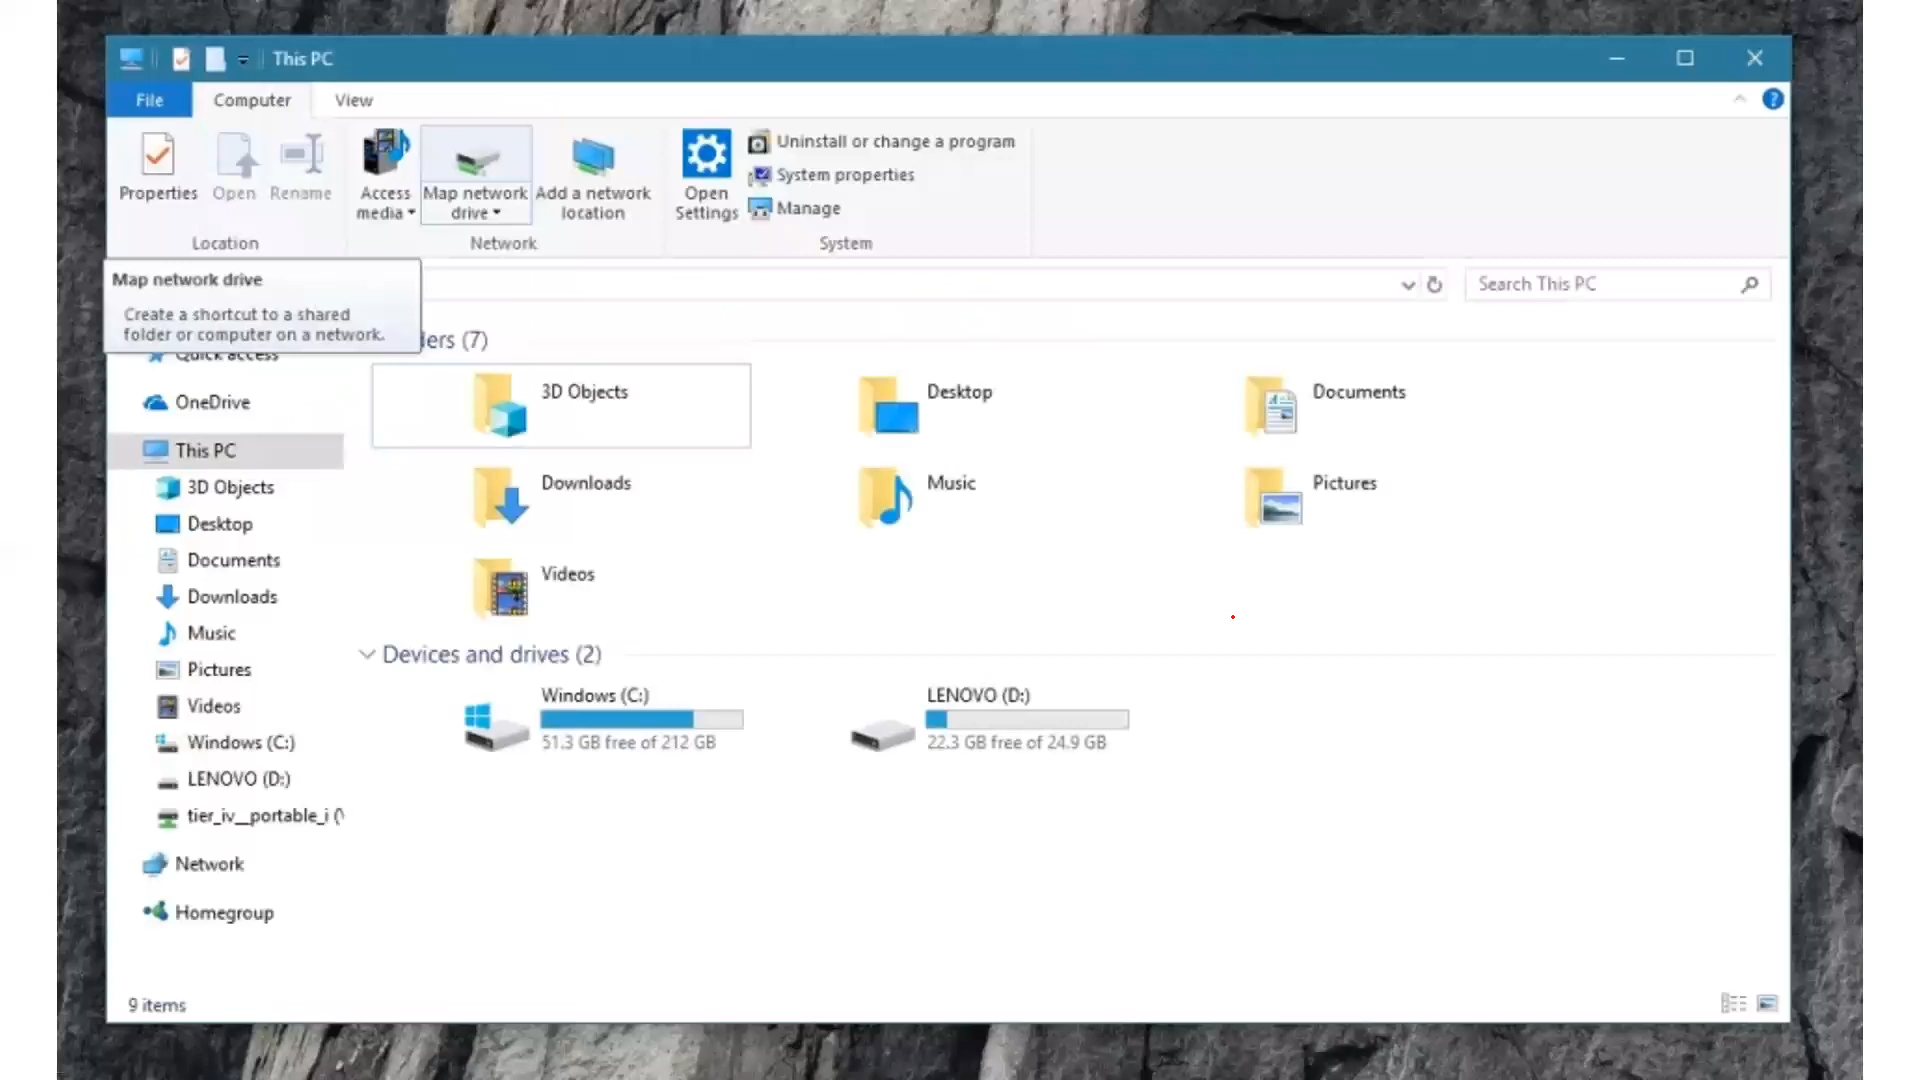 This PC
File Computer View
Properties Open Rename
Access media
Map network drive
Add a network location
Open Settings
Uninstall or change a program
System properties
Manage
Location Network System
Map network drive
Create a shortcut to a shared
folder or computer on a network.
Search This PC
ders (7)
Quick access
OneDrive
This PC
3D Objects
Desktop
Documents
Downloads
Music
Pictures
Videos
Windows (C:)
LENOVO (D:)
tier_iv__portable_i (
Network
Homegroup
3D Objects Desktop Documents
Downloads Music Pictures
Videos
Devices and drives (2)
Windows (C:)
51.3 GB free of 212 GB
LENOVO (D:)
22.3 GB free of 24.9 GB
9 items